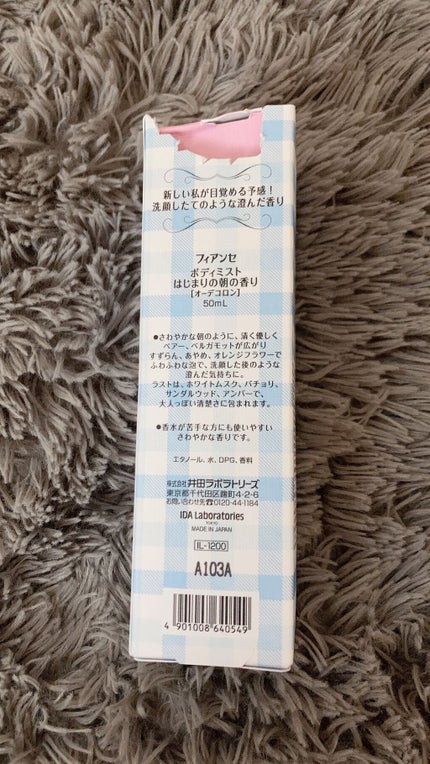 新しい私が目覚める予感！
洗顔したてのような澄んだ香り
フィアンセ
ボディミスト
はじまりの朝の香り
[オーデコロン]
50mL
●さわやかな朝のように、清く優しく
ペアー、ベルガモットが広がり
すずらん、あやめ、オレンジフラワーで
ふわふわな泡で、洗顔した後のような
澄んだ気持ちに。
ラストは、ホワイトムスク、パチョリ、
サンダルウッド、アンバーで、
大人っぽい清楚さに包まれます。
●香水が苦手な方にも使いやすい
さわやかな香りです。
エタノール、水、DPG、香料
株式会社 井田ラボラトリーズ
東京都千代田区麹町4-2-6
お問い合わせ先☎0120-44-1184
IDA Laboratories
TOKYO
MADE IN JAPAN
IL-1200
A103A
4 901008 640549